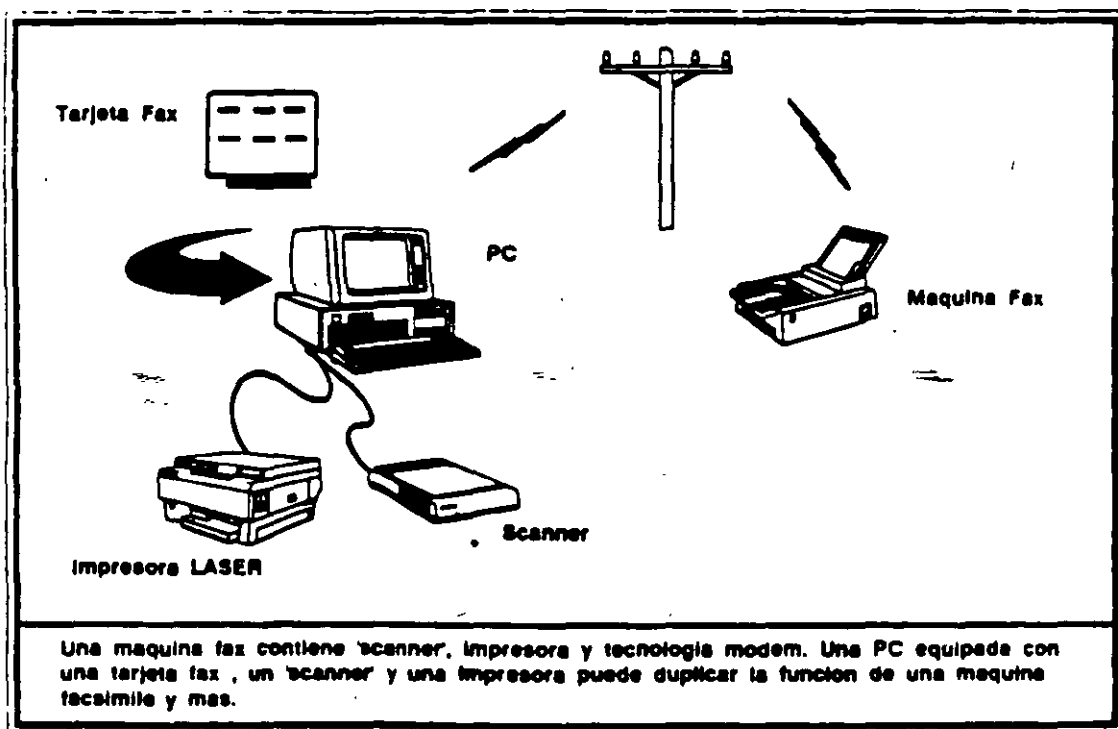 Tarjeta Fax
PC
Maquina Fax
Scanner
Impresora LASER
Una maquina fax contiene 'scanner', impresora y tecnologia modem. Una PC equipada con
una tarjeta fax , un 'scanner' y una impresora puede duplicar la funcion de una maquina
facsimile y mas.